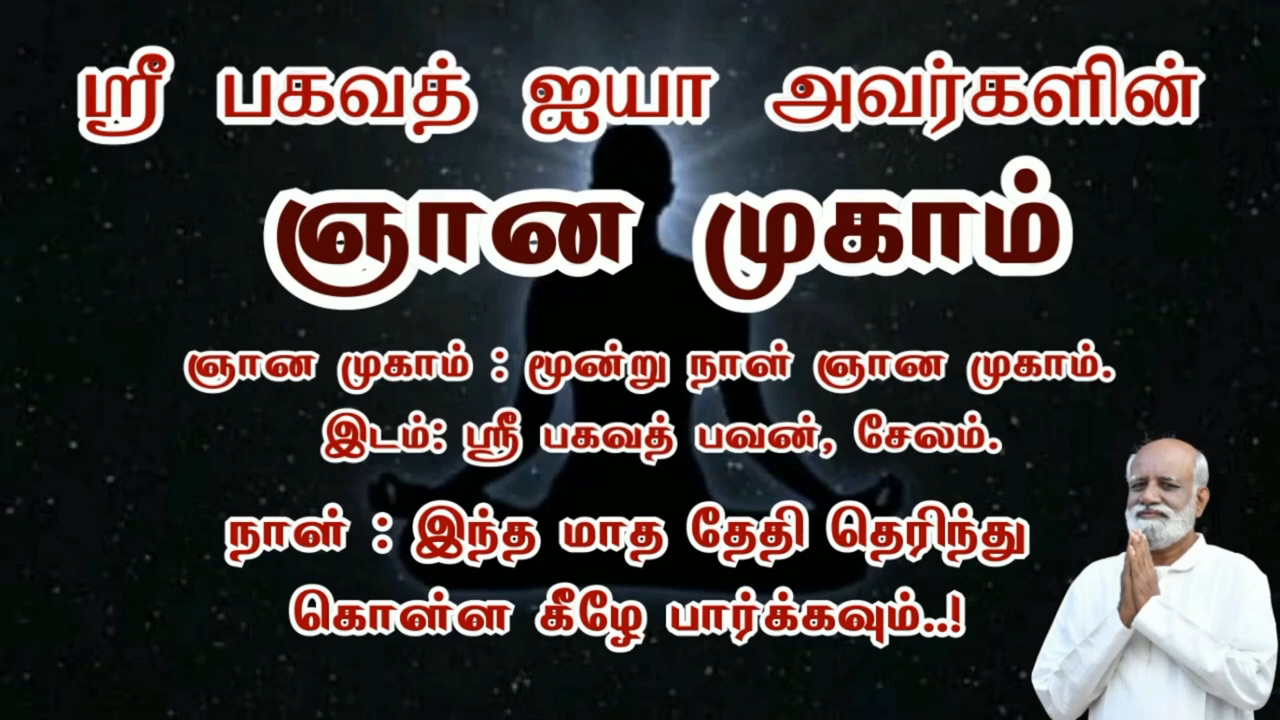 ஸ்ரீ பகவத் ஐயா அவர்களின்
ஞான முகாம்
ஞான முகாம் : மூன்று நாள் ஞான முகாம்.
இடம்: ஸ்ரீ பகவத் பவன், சேலம்.
நாள் : இந்த மாத தேதி தெரிந்து
கொள்ள கீழே பார்க்கவும்..!